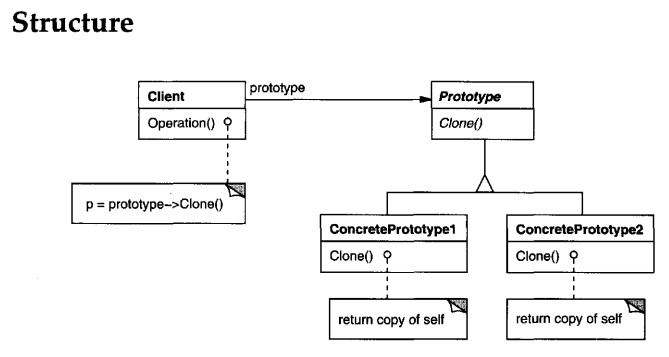 Structure
prototype
Client
Prototype
Operation()
Clone()
p = prototype->Clone()
ConcretePrototype1
ConcretePrototype2
Clone()
Clone()
return copy of self
return copy of self